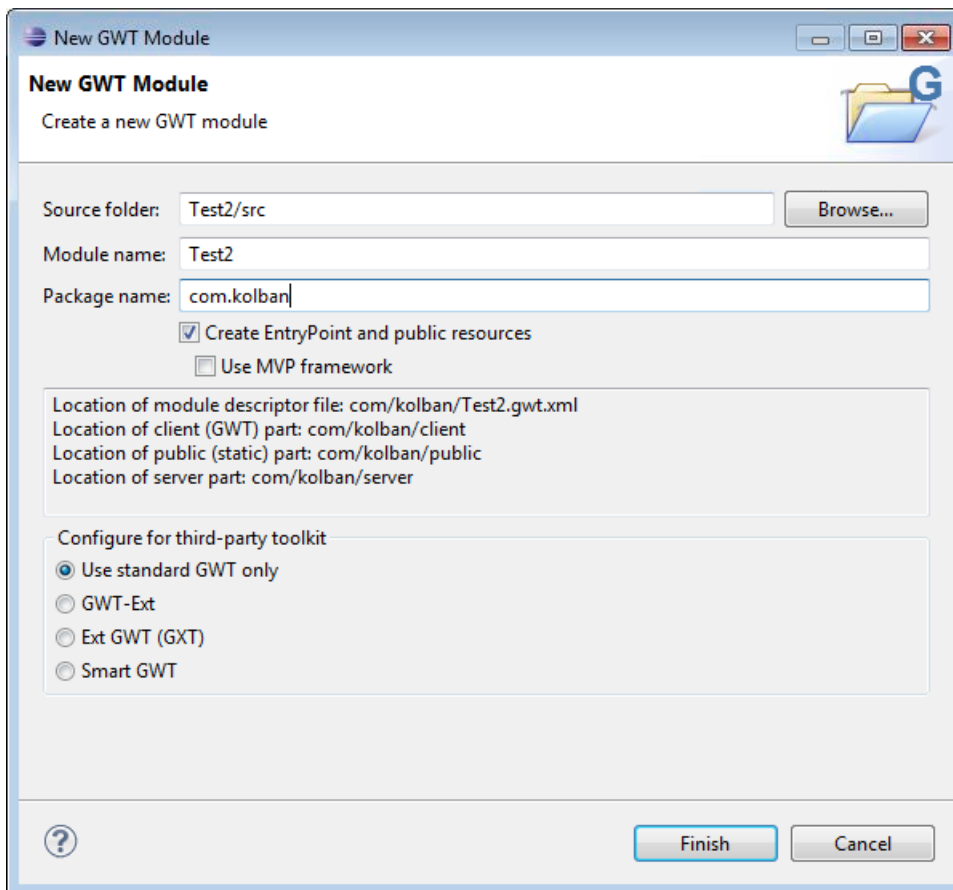 New GWT Module
New GWT Module
G
Create a new GWT module
Source folder: Test2/src Browse...
Module name: Test2
Package name: com.kolban
Create EntryPoint and public resources
Use MVP framework
Location of module descriptor file: com/kolban/Test2.gwt.xml
Location of client (GWT) part: com/kolban/client
Location of public (static) part: com/kolban/public
Location of server part: com/kolban/server
Configure for third-party toolkit
Use standard GWT only
GWT-Ext
Ext GWT (GXT)
Smart GWT
? Finish Cancel